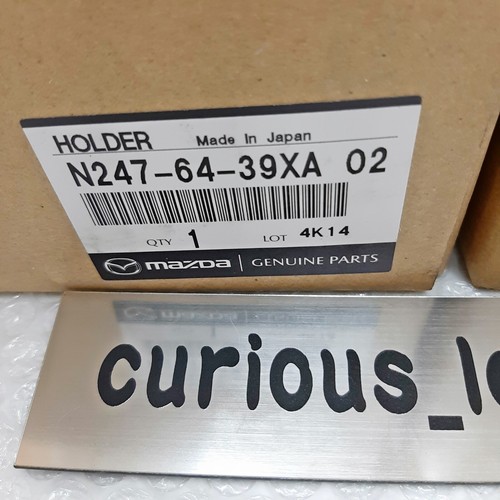 HOLDER Made In Japan
N247-64-39XA 02
QTY 1 LOT 4K14
mazda GENUINE PARTS
curious_l